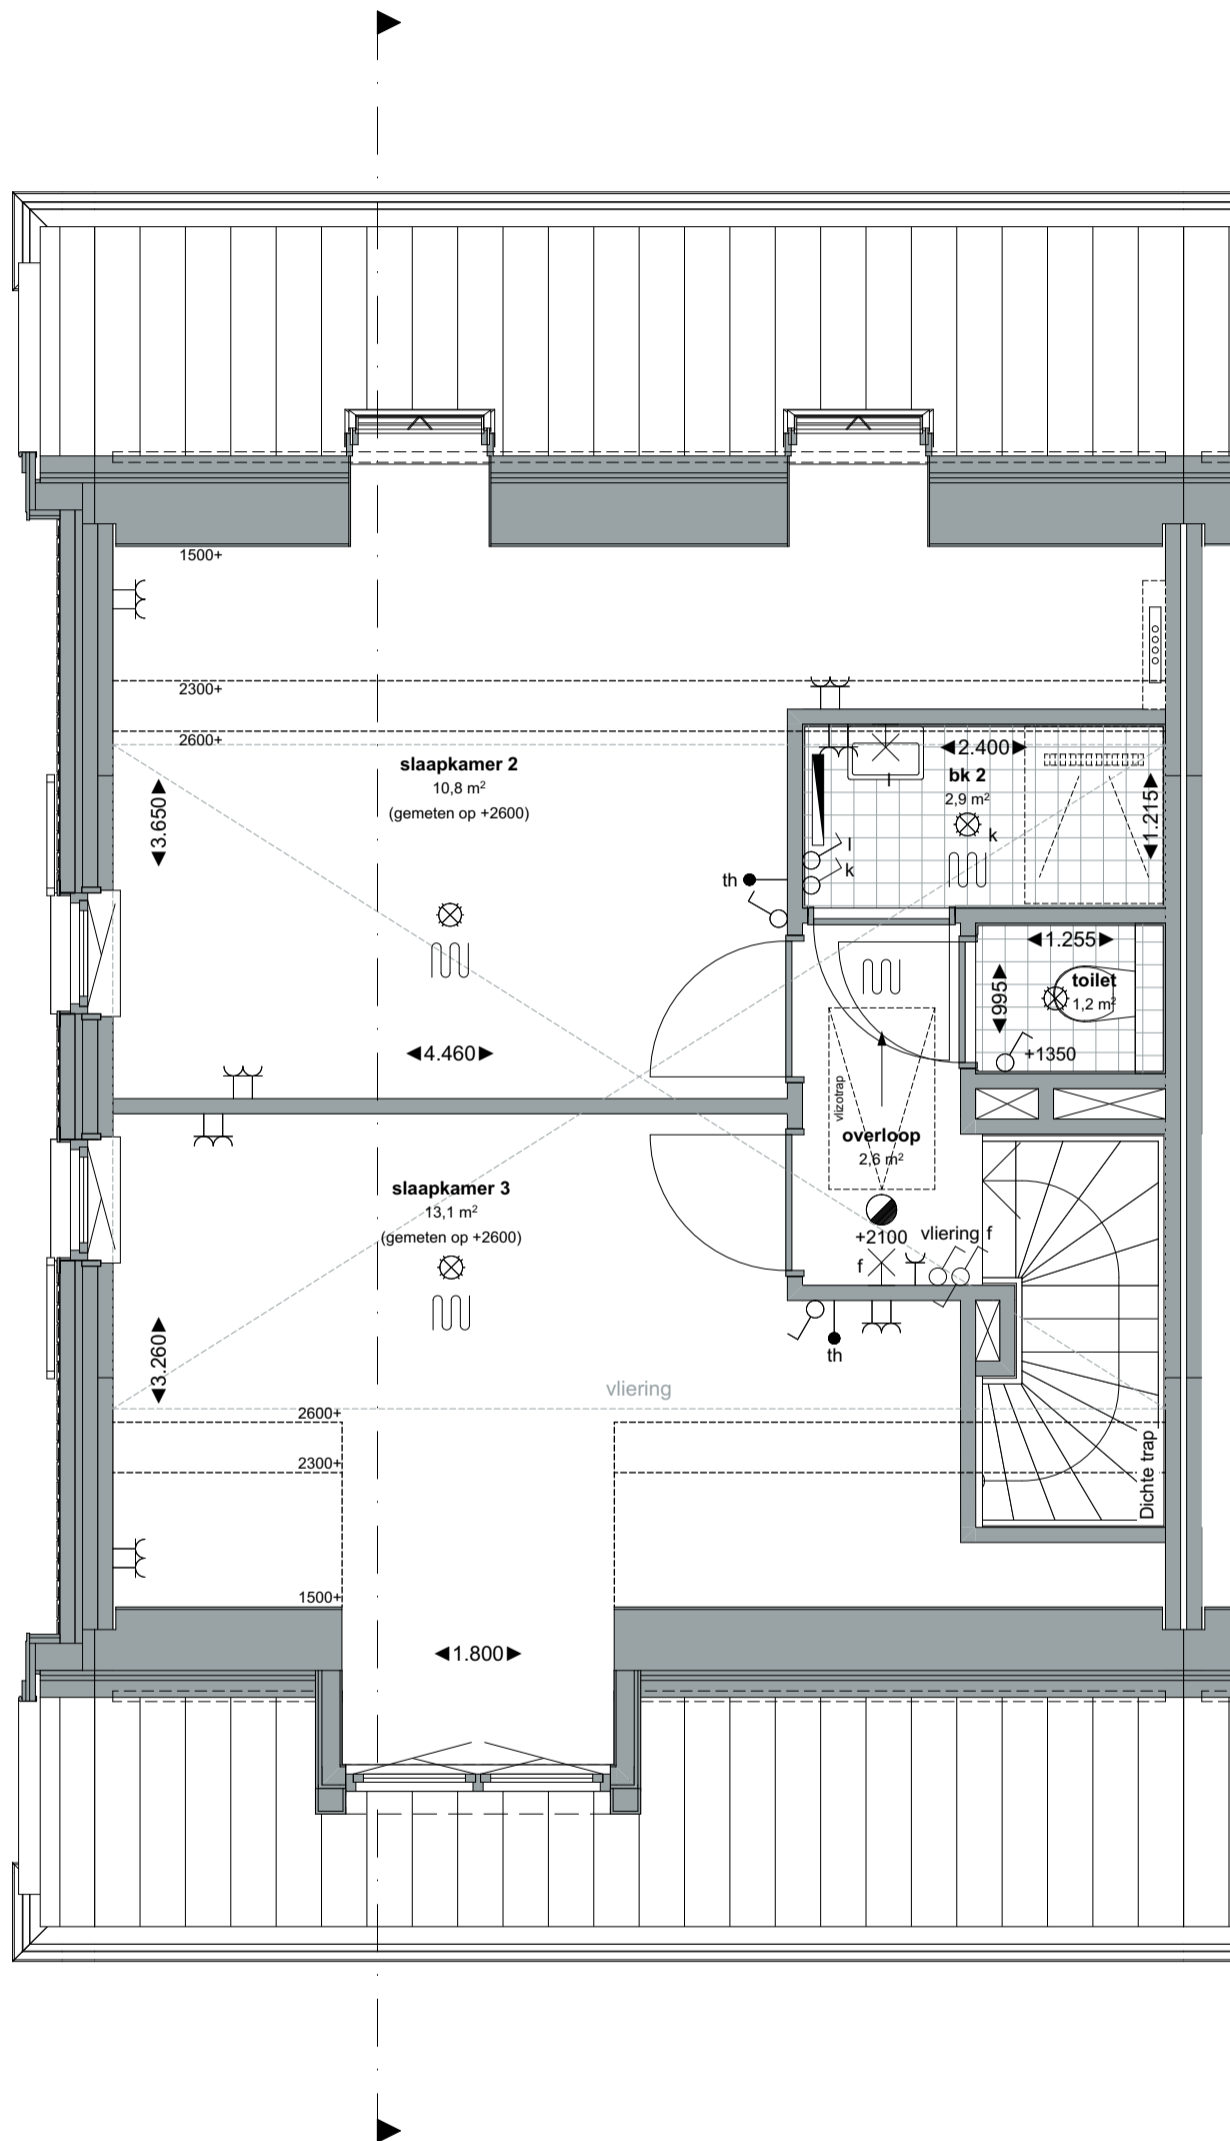 1500+
2300+
2600+
slaapkamer 2
10,8 m²
(gemeten op +2600)
3.650
2.400
bk 2
2,9 m²
1.215
l
k
l
k
th
1.255
toilet
1,2 m²
995
+1350
4.460
vlizotrap
overloop
2,6 m²
+2100
vliering f
f
slaapkamer 3
13,1 m²
(gemeten op +2600)
th
3.260
vliering
2600+
2300+
Dichte trap
1500+
1.800